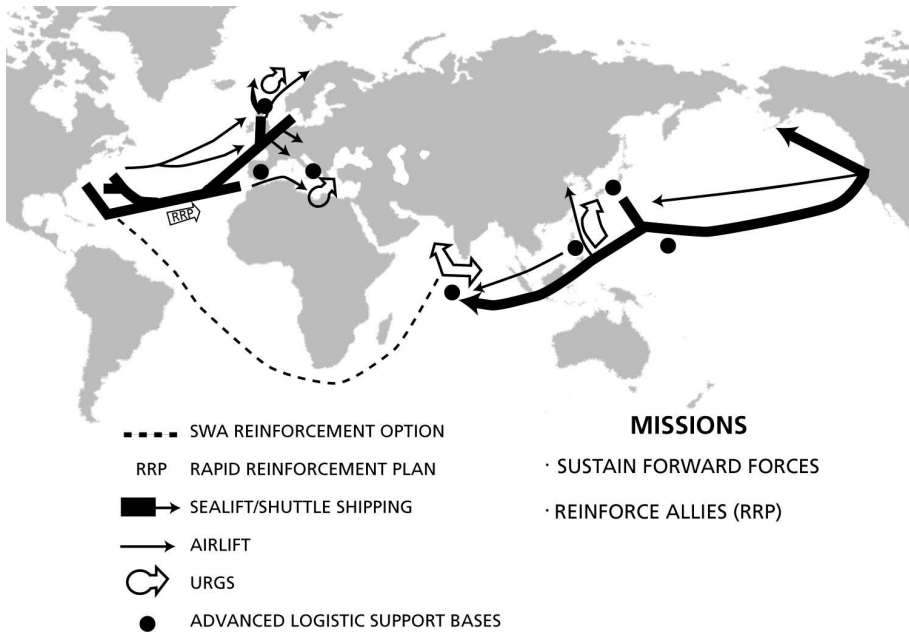 RRP
SWA REINFORCEMENT OPTION
RRP RAPID REINFORCEMENT PLAN
SEALIFT/SHUTTLE SHIPPING
AIRLIFT
URGS
ADVANCED LOGISTIC SUPPORT BASES
MISSIONS
· SUSTAIN FORWARD FORCES
· REINFORCE ALLIES (RRP)